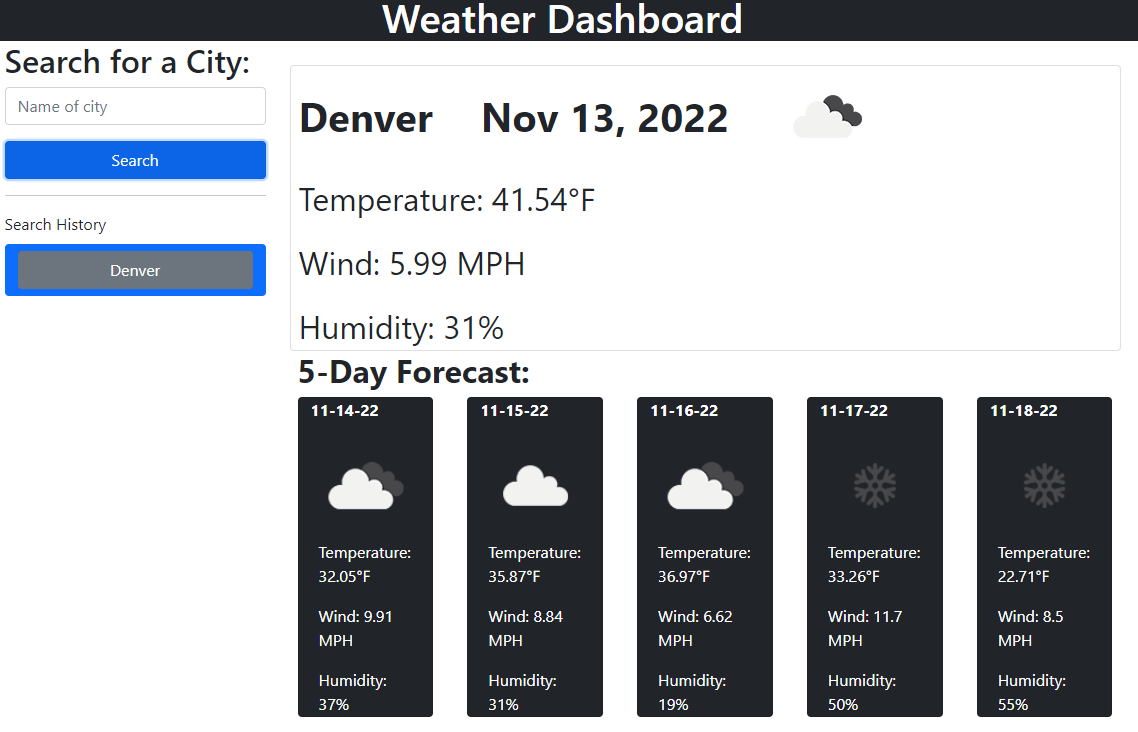 Weather Dashboard
Search for a City:
Name of city
Search
Search History
Denver
Denver Nov 13, 2022
Temperature: 41.54°F
Wind: 5.99 MPH
Humidity: 31%
5-Day Forecast:
11-14-22
Temperature:
32.05°F
Wind: 9.91
MPH
Humidity:
37%
11-15-22
Temperature:
35.87°F
Wind: 8.84
MPH
Humidity:
31%
11-16-22
Temperature:
36.97°F
Wind: 6.62
MPH
Humidity:
19%
11-17-22
Temperature:
33.26°F
Wind: 11.7
MPH
Humidity:
50%
11-18-22
Temperature:
22.71°F
Wind: 8.5
MPH
Humidity:
55%